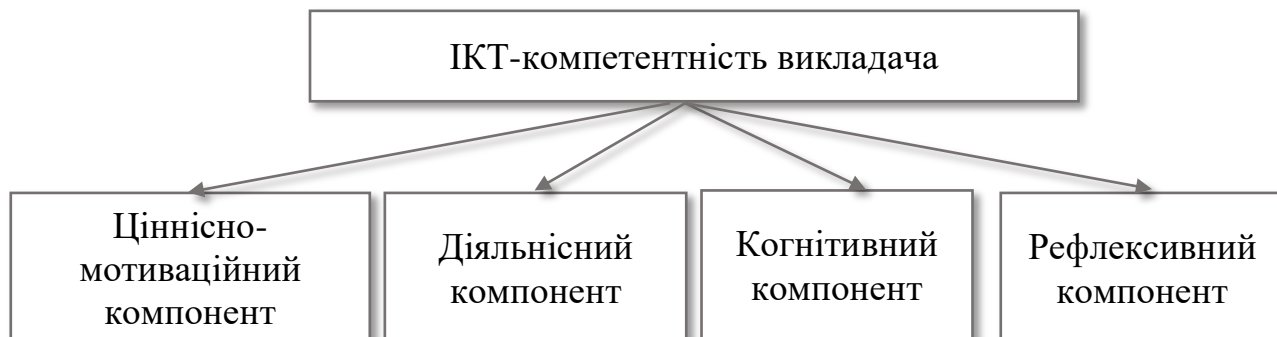 ІКТ-компетентність викладача
Ціннісно-
мотиваційний
компонент
Діяльнісний
компонент
Когнітивний
компонент
Рефлексивний
компонент